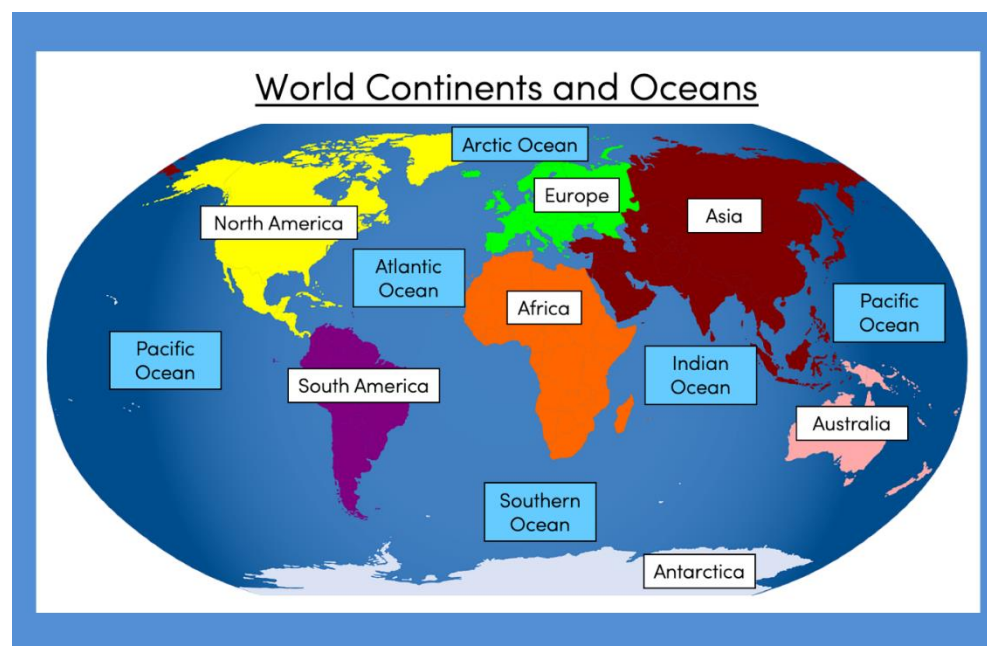 World Continents and Oceans
Arctic Ocean
Europe
North America
Asia
Atlantic
Ocean
Africa
Pacific
Ocean
Pacific
Ocean
Indian
Ocean
South America
Australia
Southern
Ocean
Antarctica